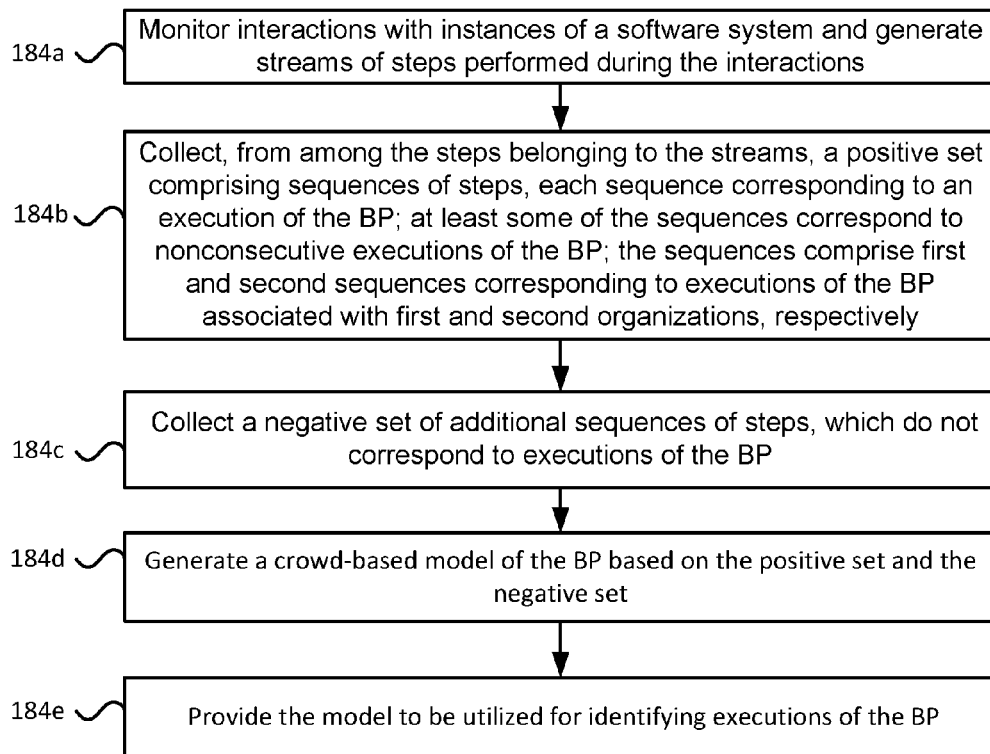 184a
Monitor interactions with instances of a software system and generate
streams of steps performed during the interactions
184b
Collect, from among the steps belonging to the streams, a positive set
comprising sequences of steps, each sequence corresponding to an
execution of the BP; at least some of the sequences correspond to
nonconsecutive executions of the BP; the sequences comprise first
and second sequences corresponding to executions of the BP
associated with first and second organizations, respectively
184c
Collect a negative set of additional sequences of steps, which do not
correspond to executions of the BP
184d
Generate a crowd-based model of the BP based on the positive set and the
negative set
184e
Provide the model to be utilized for identifying executions of the BP